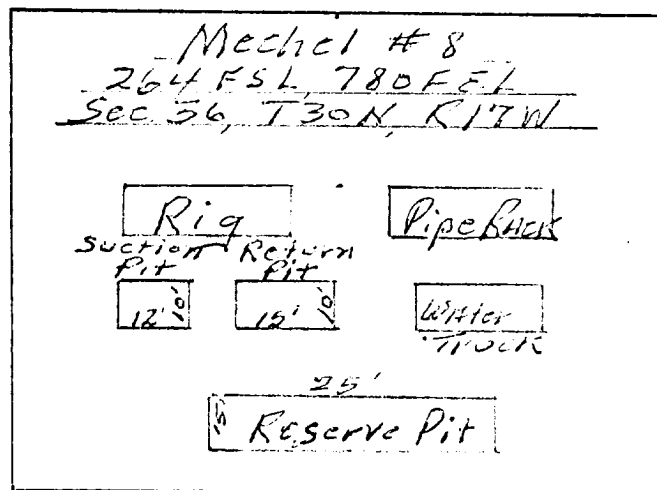 Mechel # 8
264 FSL, 780 FEL
Sec 36, T30N, R17W
Rig
Pipe Rack
Suction Pit
Return Pit
12' 10'
15' 10'
Water Truck
25'
15'
Reserve Pit